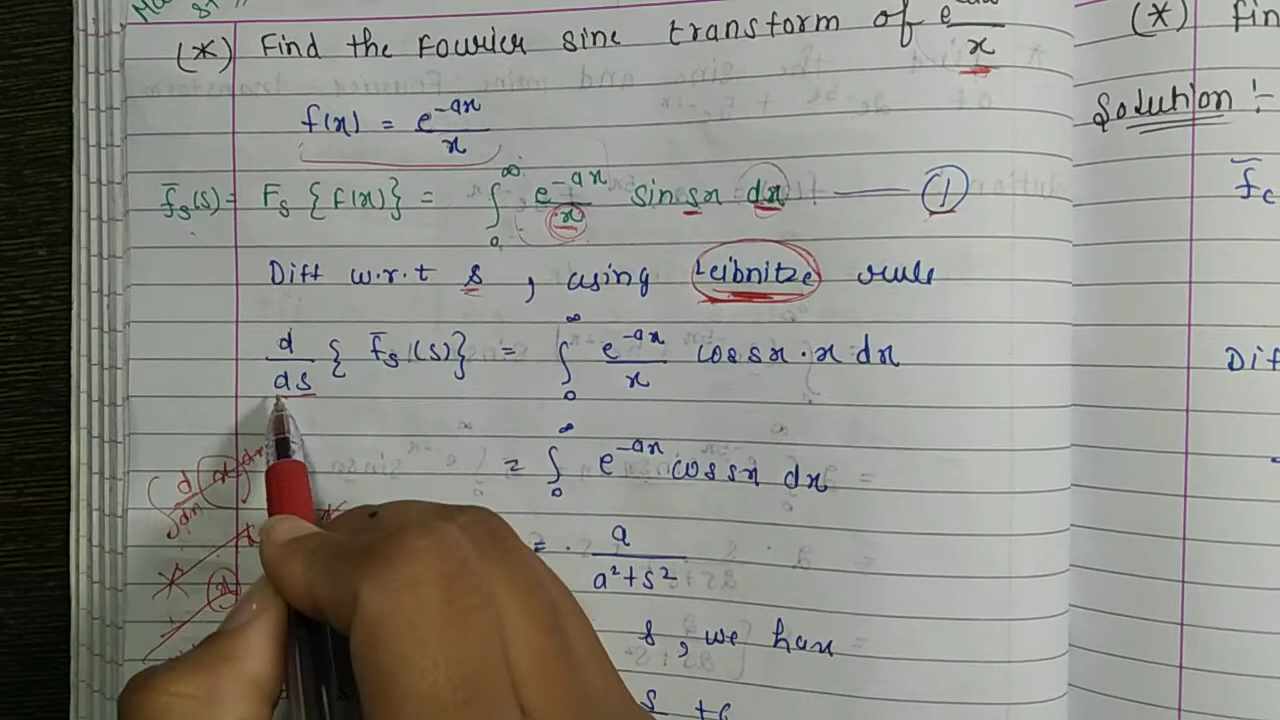 (*) Find the Fourier sine transform of e^-ax/x
f(x) = e^-ax/x
f̄s(s) = Fs {f(x)} = ∫₀^∞ e^-ax/x sin sx dx —— ①
Diff w.r.t s, using Leibnitze rule
d/ds { F̄s(s)} = ∫₀^∞ e^-ax/x cos sx · x dx
= ∫₀^∞ e^-ax cos sx dx
= a/a²+s²
s, we have
s +c
(*) Fin
Solution :-
f̄c
Dif